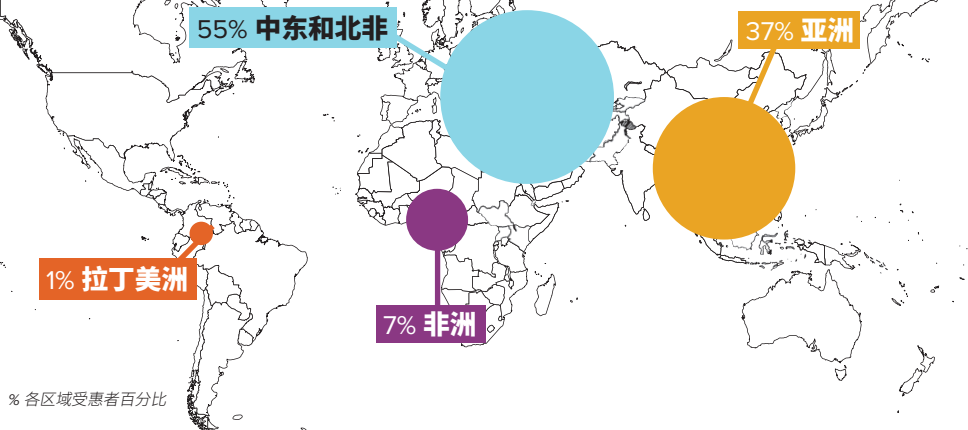 55% 中东和北非
37% 亚洲
1% 拉丁美洲
7% 非洲
% 各区域受惠者百分比